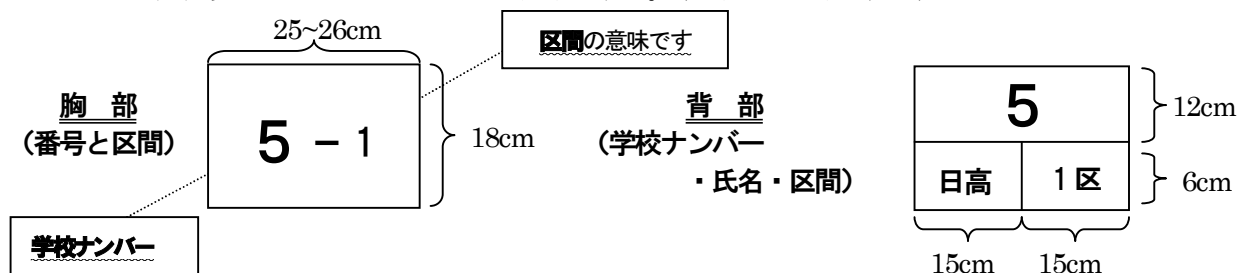 25~26cm
区間の意味です
胸 部
(番号と区間)
5 - 1
18cm
学校ナンバー
背 部
(学校ナンバー
・氏名・区間)
5
12cm
日高
1区
6cm
15cm
15cm